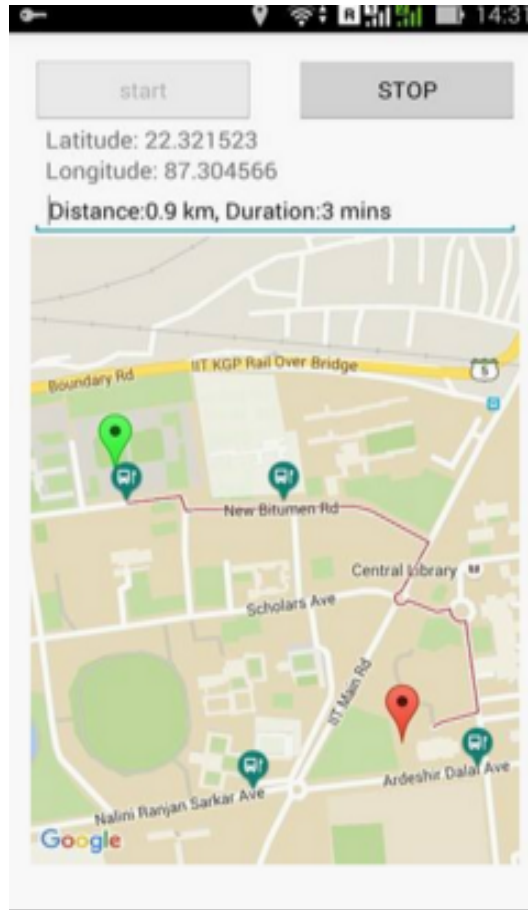 R 14:31
start STOP
Latitude: 22.321523
Longitude: 87.304566
Distance:0.9 km, Duration:3 mins
IIT KGP Rail Over Bridge
Boundary Rd
5
New Bitumen Rd
Central Library
Scholars Ave
IIT Main Rd
Ardeshir Dalal Ave
Nalini Ranjan Sarkar Ave
Google